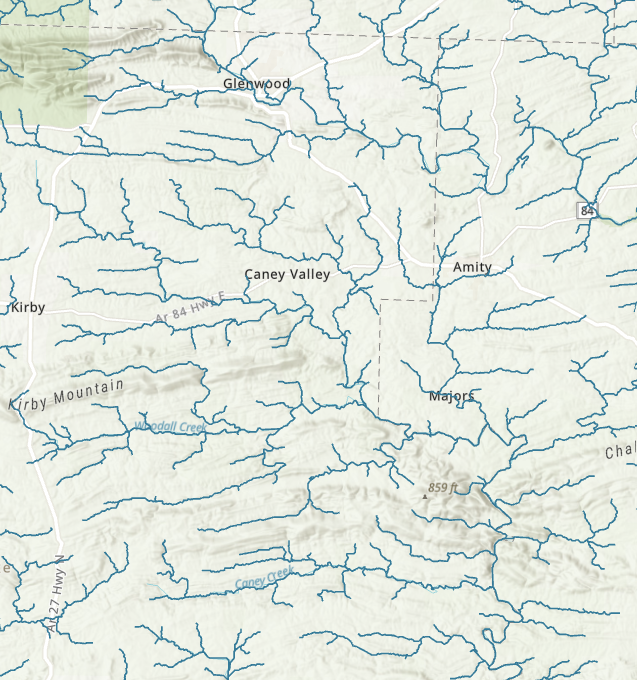 Glenwood
84
Caney Valley
Amity
Kirby
Ar 84 Hwy E
Kirby Mountain
Majors
Woodall Creek
Chal
859 ft
Caney Creek
e
Ar 27 Hwy N